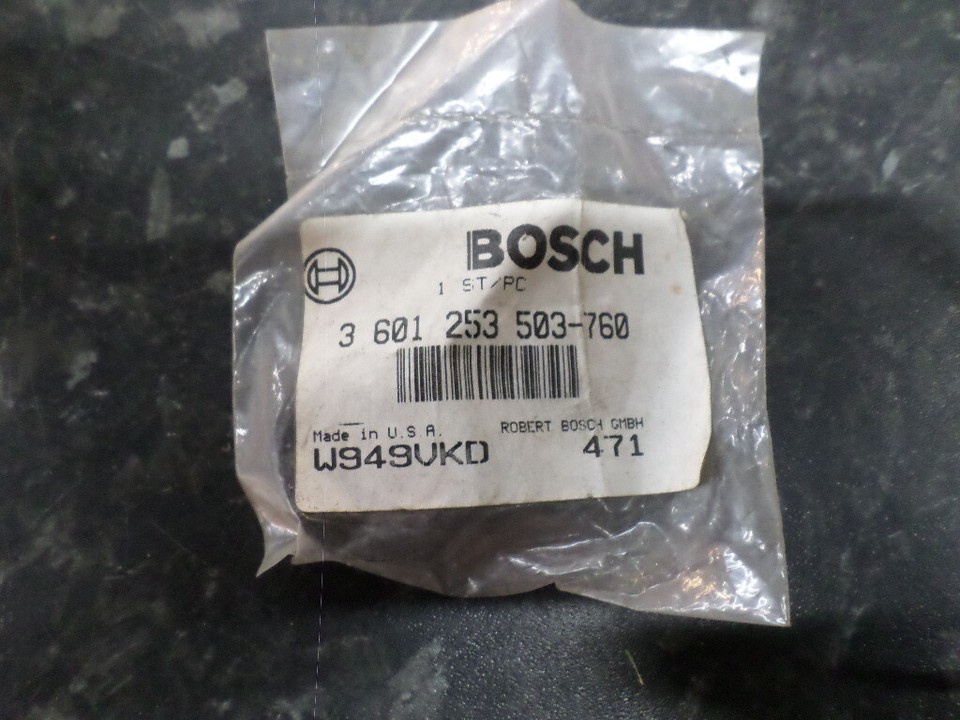 BOSCH
1 ST/PC
3 601 253 503-760
Made in U.S.A.
ROBERT BOSCH GMBH
W949VKD
471